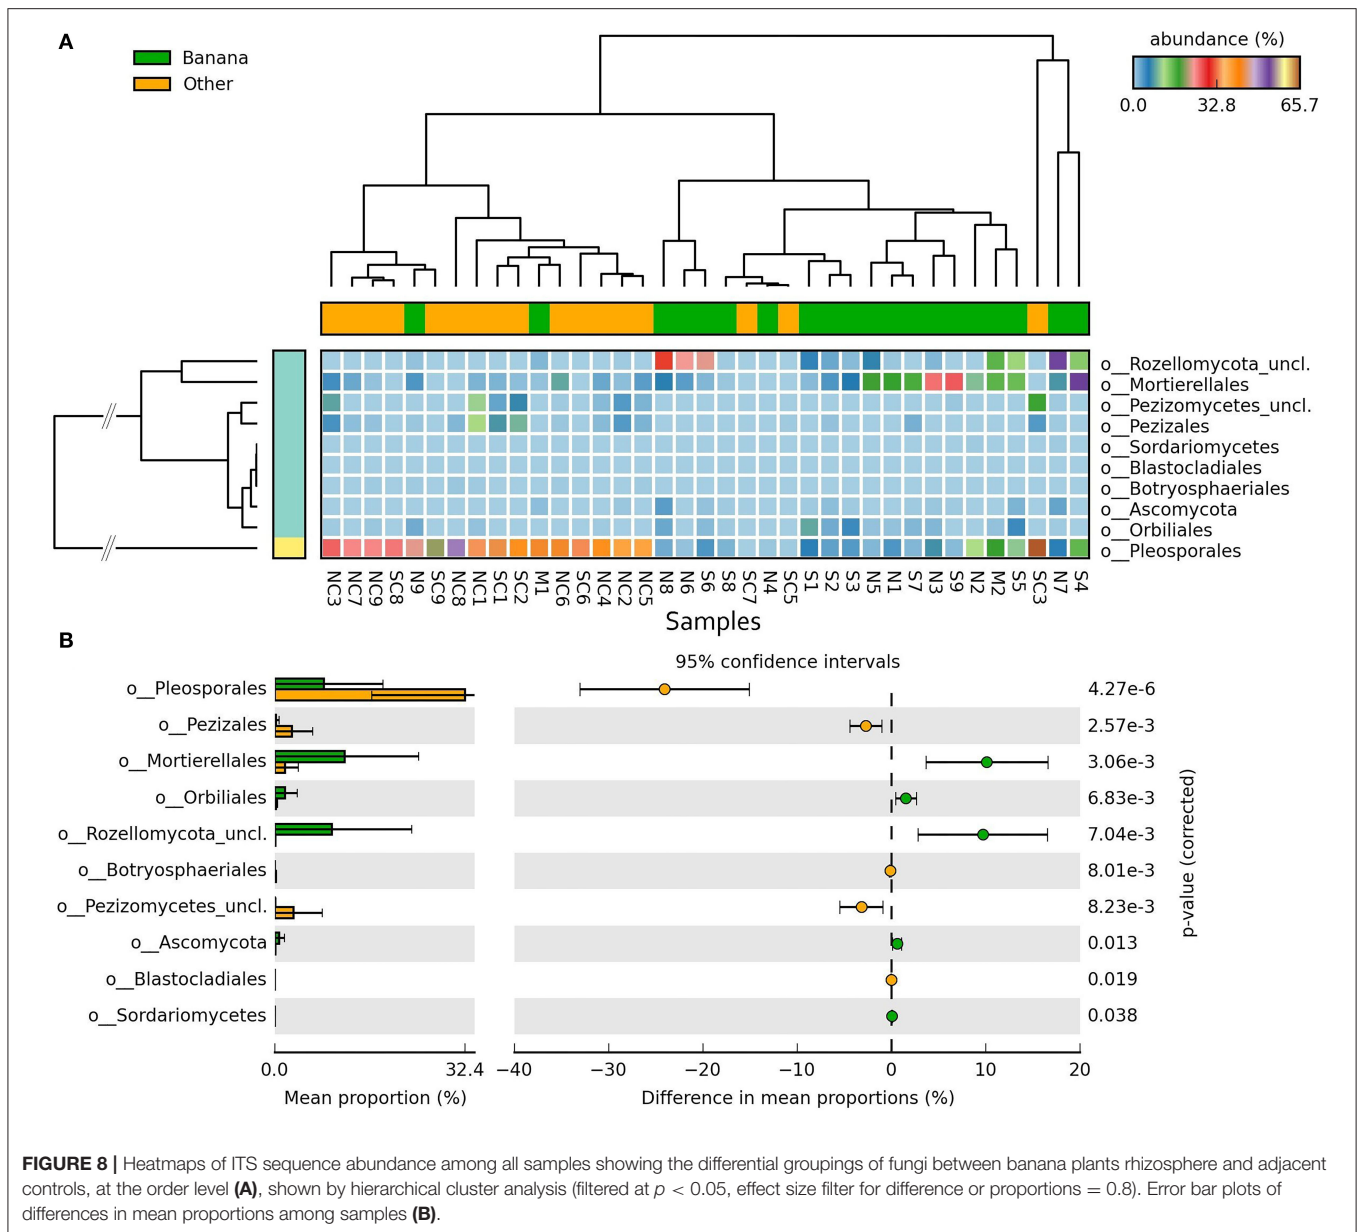 A
Banana
Other
abundance (%)
0.0 32.8 65.7
o__Rozellomycota_uncl.
o__Mortierellales
o__Pezizomycetes_uncl.
o__Pezizales
o__Sordariomycetes
o__Blastocladiales
o__Botryosphaeriales
o__Ascomycota
o__Orbiliales
o__Pleosporales
NC3 NC7 NC9 SC8 N9 SC9 NC8 NC1 SC1 SC2 M1 NC6 SC6 NC4 NC2 NC5 N8 N6 S6 S8 SC7 N4 SC5 S1 S2 S3 N5 N1 S7 N3 S9 N2 M2 S5 SC3 N7 S4
Samples
B
95% confidence intervals
o__Pleosporales 4.27e-6
o__Pezizales 2.57e-3
o__Mortierellales 3.06e-3
o__Orbiliales 6.83e-3
o__Rozellomycota_uncl. 7.04e-3
o__Botryosphaeriales 8.01e-3
o__Pezizomycetes_uncl. 8.23e-3
o__Ascomycota 0.013
o__Blastocladiales 0.019
o__Sordariomycetes 0.038
p-value (corrected)
0.0 32.4 −40 −30 −20 −10 0 10 20
Mean proportion (%) Difference in mean proportions (%)
FIGURE 8 | Heatmaps of ITS sequence abundance among all samples showing the differential groupings of fungi between banana plants rhizosphere and adjacent
controls, at the order level (A), shown by hierarchical cluster analysis (filtered at p < 0.05, effect size filter for difference or proportions = 0.8). Error bar plots of
differences in mean proportions among samples (B).